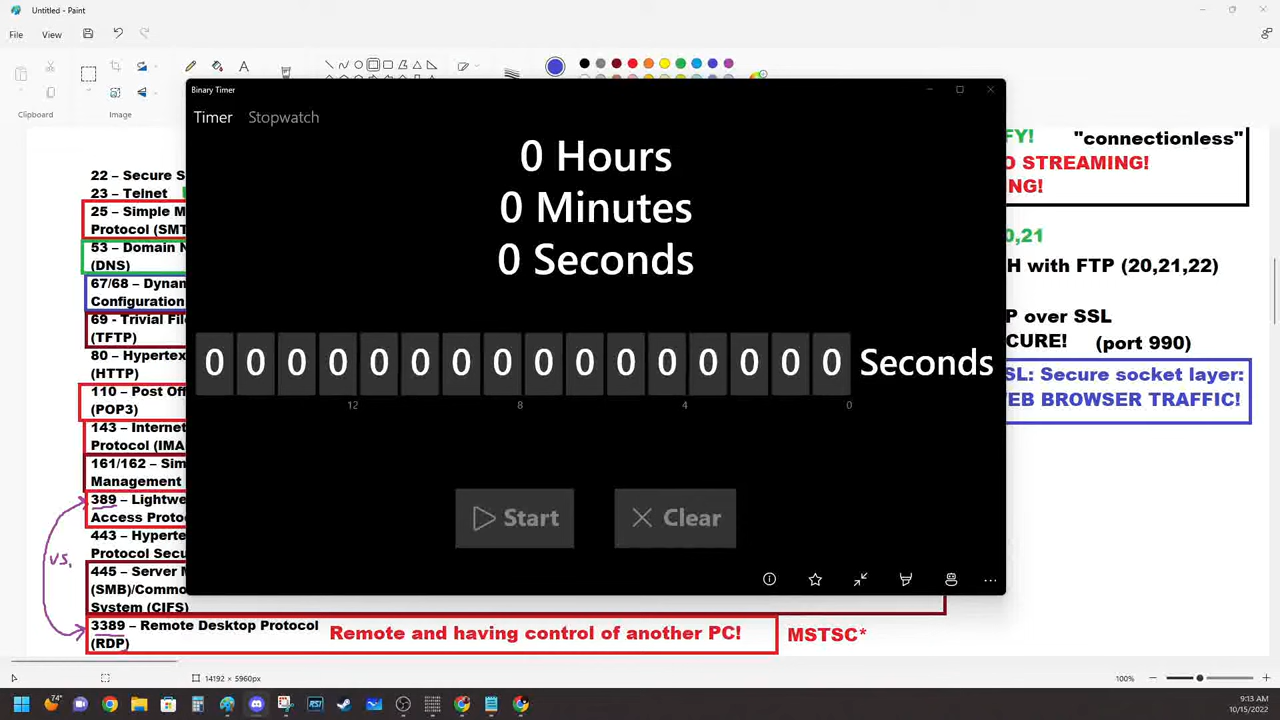 Untitled - Paint
File View
Clipboard
Image
Binary Timer
Timer Stopwatch
0 Hours
0 Minutes
0 Seconds
0 0 0 0 0 0 0 0 0 0 0 0 0 0 0 0 Seconds
12 8 4 0
Start Clear
22 – Secure S
23 – Telnet
25 – Simple M
Protocol (SMT
53 – Domain N
(DNS)
67/68 – Dynam
Configuration
69 - Trivial File
(TFTP)
80 – Hypertex
(HTTP)
110 – Post Off
(POP3)
143 – Internet
Protocol (IMA
161/162 – Sim
Management
389 – Lightwe
Access Proto
443 – Hyperte
Protocol Secu
445 – Server M
(SMB)/Commo
System (CIFS)
3389 – Remote Desktop Protocol
(RDP)
vs.
Remote and having control of another PC!
MSTSC*
FY! "connectionless"
O STREAMING!
NG!
0,21
H with FTP (20,21,22)
P over SSL
CURE! (port 990)
SL: Secure socket layer:
EB BROWSER TRAFFIC!
14192 × 5960px
100%
74°
RSI
9:13 AM
10/15/2022